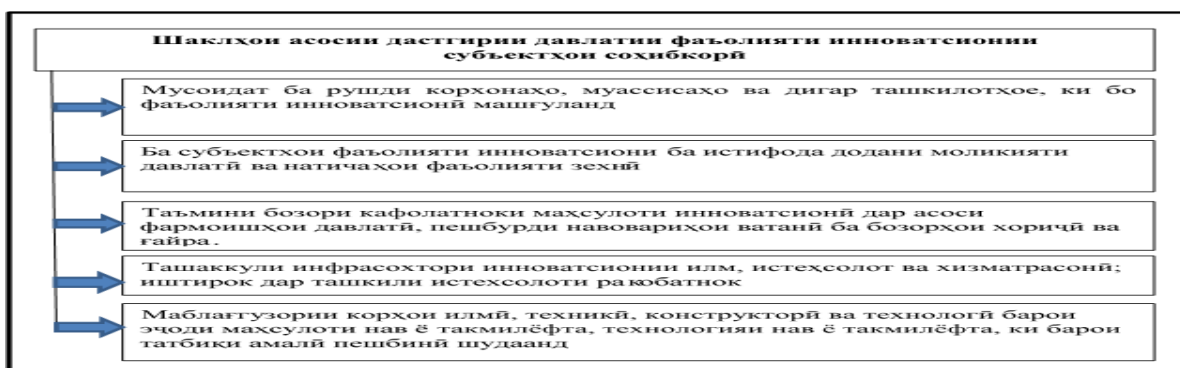 Шаклҳои асосии дастгирии давлатии фаъолияти инноватсионии
субъектҳои соҳибкорӣ
Мусоидат ба рушди корхонаҳо, муассисаҳо ва дигар ташкилотҳое, ки бо
фаъолияти инноватсионӣ машғуланд
Ба субъектҳои фаъолияти инноватсиони ба истифода додани моликияти
давлатӣ ва натичаҳои фаъолияти зеҳнӣ
Таъмини бозори кафолатноки маҳсулоти инноватсионӣ дар асоси
фармоишҳои давлатӣ, пешбурди навовариҳои ватанӣ ба бозорҳои хориҷӣ ва
ғайра.
Ташаккули инфрасохтори инноватсионии илм, истеҳсолот ва хизматрасонӣ;
иштирок дар ташкили истехсолоти рақобатнок
Маблағгузории корҳои илмӣ, техникӣ, конструкторӣ ва технологӣ барои
эҷоди маҳсулоти нав ё такмилёфта, технологияи нав ё такмилёфта, ки барои
татбиқи амалӣ пешбинӣ шудаанд